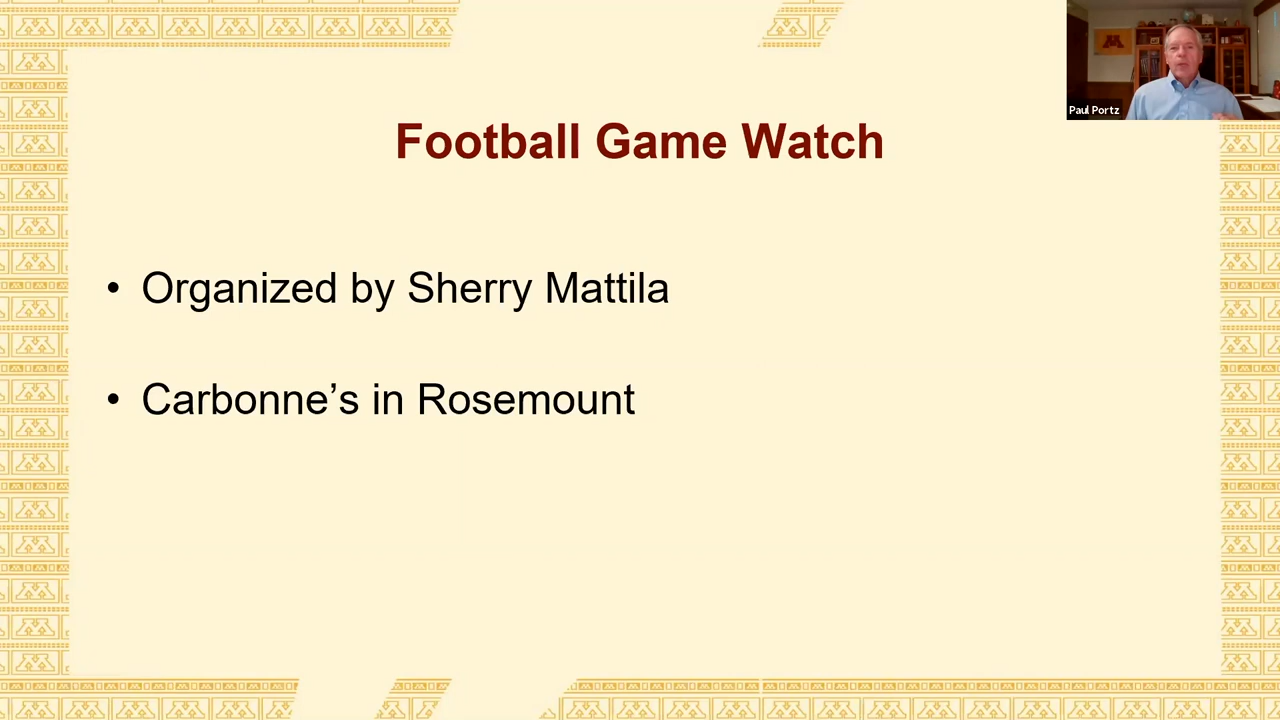 Football Game Watch
Paul Portz
• Organized by Sherry Mattila
• Carbonne’s in Rosemount